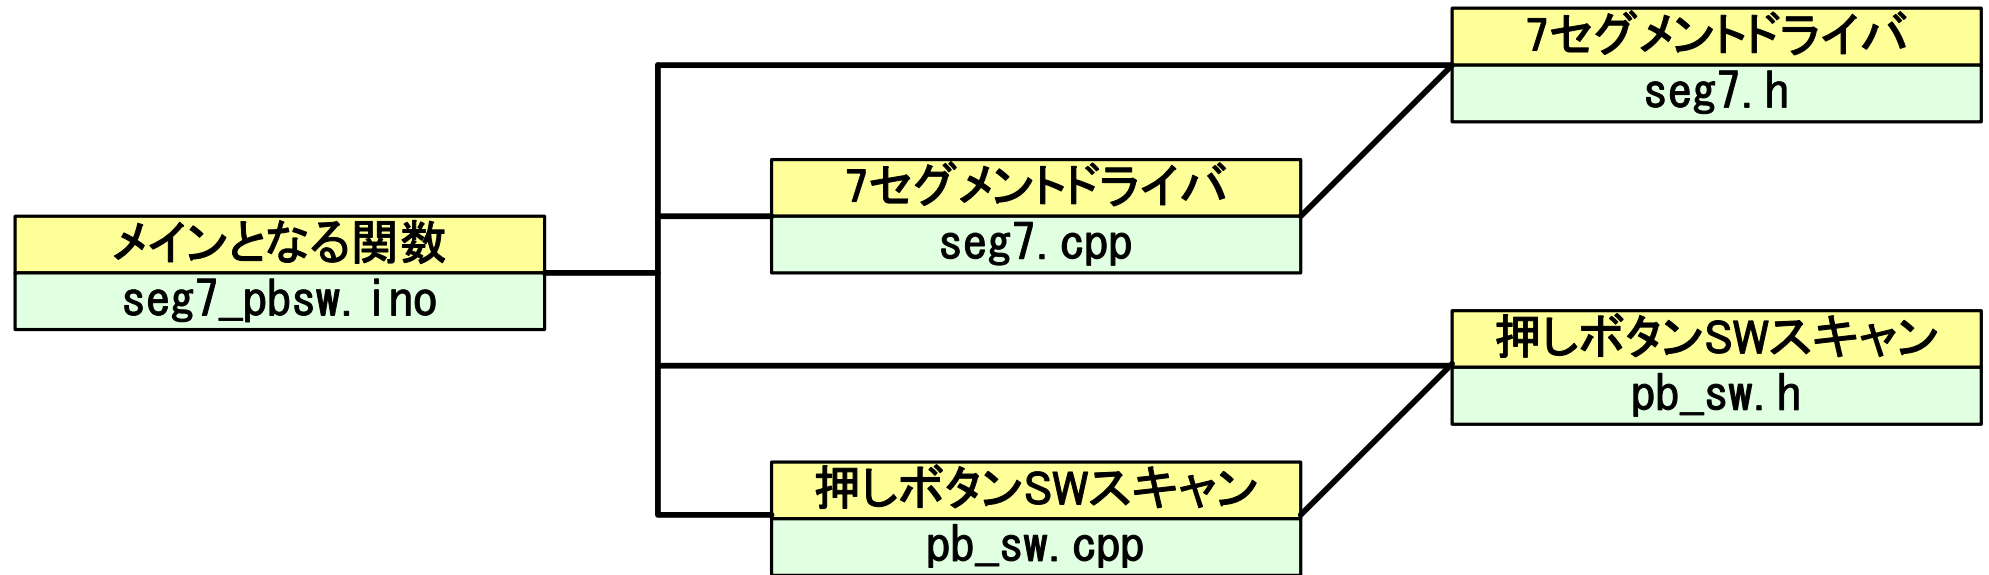 7セグメントドライバ
seg7.h
7セグメントドライバ
seg7.cpp
メインとなる関数
seg7_pbsw.ino
押しボタンSWスキャン
pb_sw.h
押しボタンSWスキャン
pb_sw.cpp